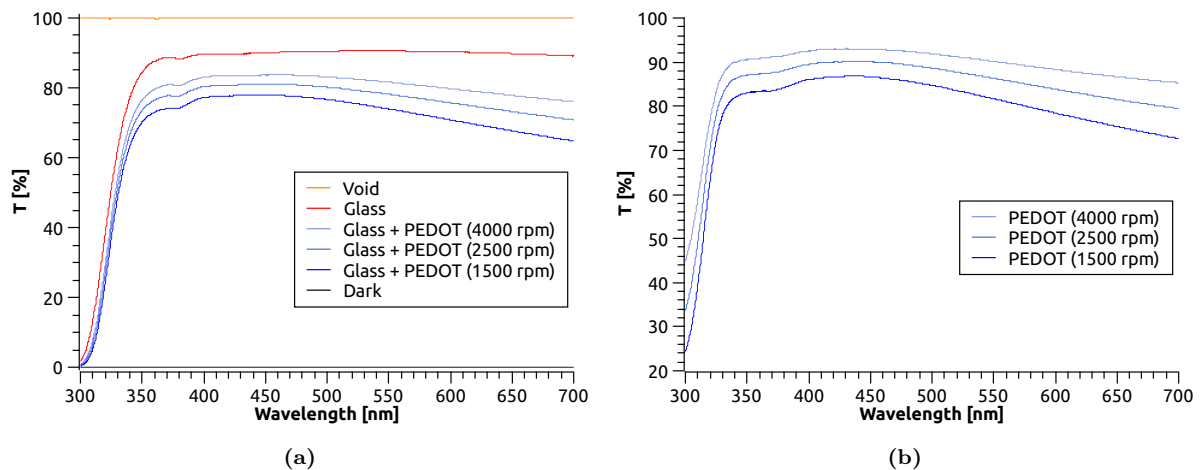 100
80
60
40
20
0
T [%]
300 350 400 450 500 550 600 650 700
Wavelength [nm]
Void
Glass
Glass + PEDOT (4000 rpm)
Glass + PEDOT (2500 rpm)
Glass + PEDOT (1500 rpm)
Dark
(a)
100
90
80
70
60
50
40
30
20
T [%]
300 350 400 450 500 550 600 650 700
Wavelength [nm]
PEDOT (4000 rpm)
PEDOT (2500 rpm)
PEDOT (1500 rpm)
(b)